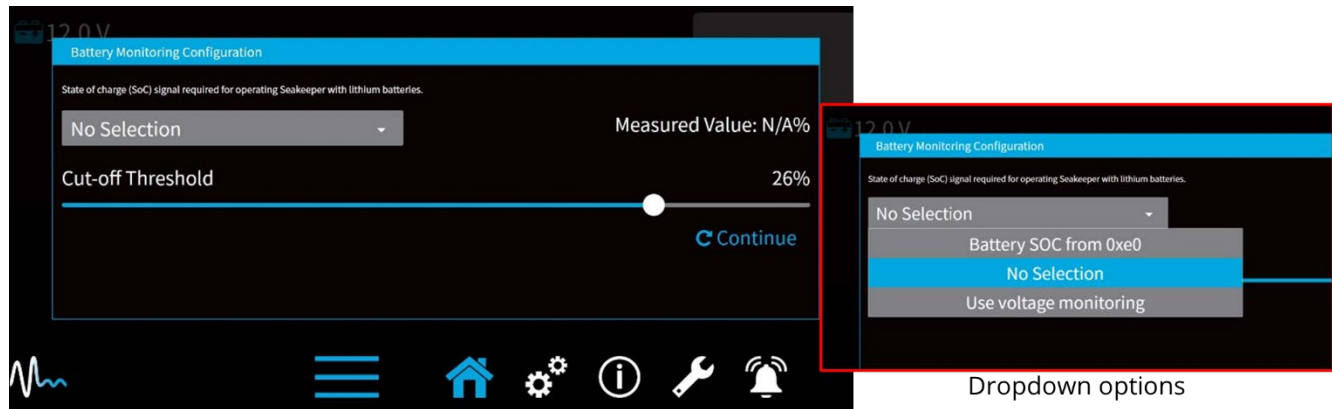 12.0 V
Battery Monitoring Configuration
State of charge (SoC) signal required for operating Seakeeper with lithium batteries.
No Selection
Measured Value: N/A%
Cut-off Threshold
26%
Continue
12.0 V
Battery Monitoring Configuration
State of charge (SoC) signal required for operating Seakeeper with lithium batteries.
No Selection
Battery SOC from 0xe0
No Selection
Use voltage monitoring
Dropdown options